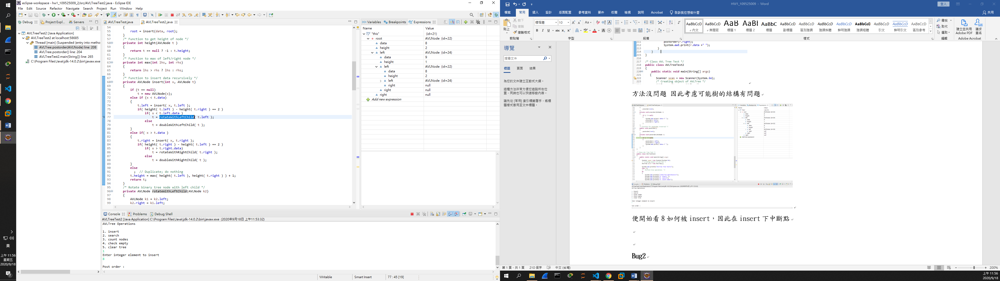 eclipse-workspace - hw1_109525009_2/src/AVLTreeTest2.java - Eclipse IDE
File Edit Source Refactor Navigate Search Project Run Window Help
Debug Project Expl... Servers
AVLTreeTest2 [Java Application]
AVLTreeTest2 at localhost:58685
Thread [main] (Suspended (entry into metho
AVLTree.postorder(AVLNode) line: 208
AVLTree.postorder() line: 204
AVLTreeTest2.main(String[]) line: 265
C:\Program Files\Java\jdk-14.0.2\bin\javaw.exe
AVLTreeTest.java AVLTreeTest2.java
54 {
55 root = insert(data, root);
56 }
57 /* Function to get height of node */
58 private int height(AVLNode t )
59 {
60 return t == null ? -1 : t.height;
61 }
62 /* Function to max of left/right node */
63 private int max(int lhs, int rhs)
64 {
65 return lhs > rhs ? lhs : rhs;
66 }
67 /* Function to insert data recursively */
68 private AVLNode insert(int x, AVLNode t)
69 {
70 if (t == null)
71 t = new AVLNode(x);
72 else if (x < t.data)
73 {
74 t.left = insert( x, t.left );
75 if( height( t.left ) - height( t.right ) == 2 )
76 if( x < t.left.data )
77 t = rotateWithLeftChild( t.left );
78 else
79 t = doubleWithLeftChild( t );
80 }
81 else if( x > t.data )
82 {
83 t.right = insert( x, t.right );
84 if( height( t.right ) - height( t.left ) == 2 )
85 if( x > t.right.data)
86 t = rotateWithRightChild( t.right );
87 else
88 t = doubleWithRightChild( t );
89 }
90 else
91 ; // Duplicate; do nothing
92 t.height = max( height( t.left ), height( t.right ) ) + 1;
93 return t;
94 }
95 /* Rotate binary tree node with left child */
96 private AVLNode rotateWithLeftChild(AVLNode k2)
97 {
98 AVLNode k1 = k2.left;
99 k2.right = k1.left;
Variables Breakpoints Expressions
Name Value
"this" (id=21)
root AVLNode (id=22)
data 8
height 2
left AVLNode (id=24)
data 9
height 1
left AVLNode (id=22)
data 8
height 2
left AVLNode (id=24)
right null
right null
right null
Add new expression
Console Problems Debug Shell
AVLTreeTest2 [Java Application] C:\Program Files\Java\jdk-14.0.2\bin\javaw.exe (2020年9月18日 上午11:53:32)
AVLTree Operations
1. insert
2. search
3. count nodes
4. check empty
5. clear tree
1
Enter integer element to insert
8
Post order :
Writable Smart Insert 77 : 45 [19]
英
上午 11:56
星期五
2020/9/18
HW1_109525009 - Word
登入
檔案 常用 插入 設計 版面配置 參考資料 郵件 校閱 檢視 說明 Acrobat 告訴我您想做什麼 共用
貼上 剪下 複製 複製格式
標楷體 10
內文 無間距 標題 1 標題 2 標題 副標題 區別強調 強調斜體 鮮明強調 強調粗體 引文 鮮明引文 區別參考
尋找 取代 選取
建立並共用 Adobe PDF 請求簽名
剪貼簿 字型 段落 樣式 編輯 Adobe Acrobat
導覽
搜尋文件
標題 頁面 結果
為您的文件建立互動式大綱。
這種方法非常方便您追蹤所在位
置，同時也可以快速移動內容。
請先從 [常用] 索引標籤著手，將標
題樣式套用至文件標題。
211 postorder(r.right);
212 System.out.print(r.data +" ");
213 }
214 }
215 }
216
217 /* Class AVL Tree Test */
218 public class AVLTreeTest2
219 {
220 public static void main(String[] args)
221 {
222 Scanner scan = new Scanner(System.in);
223 /* Creating object of AVLTree */
方法沒問題 因此考慮可能樹的結構有問題
便開始看 8 如何被 insert，因此在 insert 下中斷點
Bug2
第 1 頁，共 1 頁 210 個字 中文 (台灣) 200%
上午 11:56
2020/9/18